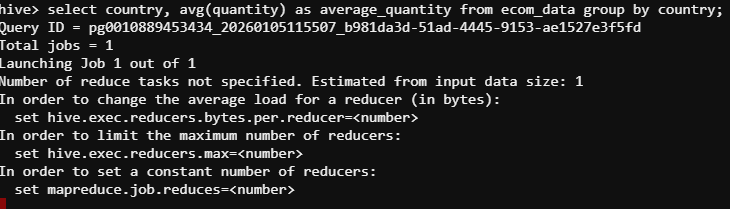 hive> select country, avg(quantity) as average_quantity from ecom_data group by country;
Query ID = pg0010889453434_20260105115507_b981da3d-51ad-4445-9153-ae1527e3f5fd
Total jobs = 1
Launching Job 1 out of 1
Number of reduce tasks not specified. Estimated from input data size: 1
In order to change the average load for a reducer (in bytes):
  set hive.exec.reducers.bytes.per.reducer=<number>
In order to limit the maximum number of reducers:
  set hive.exec.reducers.max=<number>
In order to set a constant number of reducers:
  set mapreduce.job.reduces=<number>